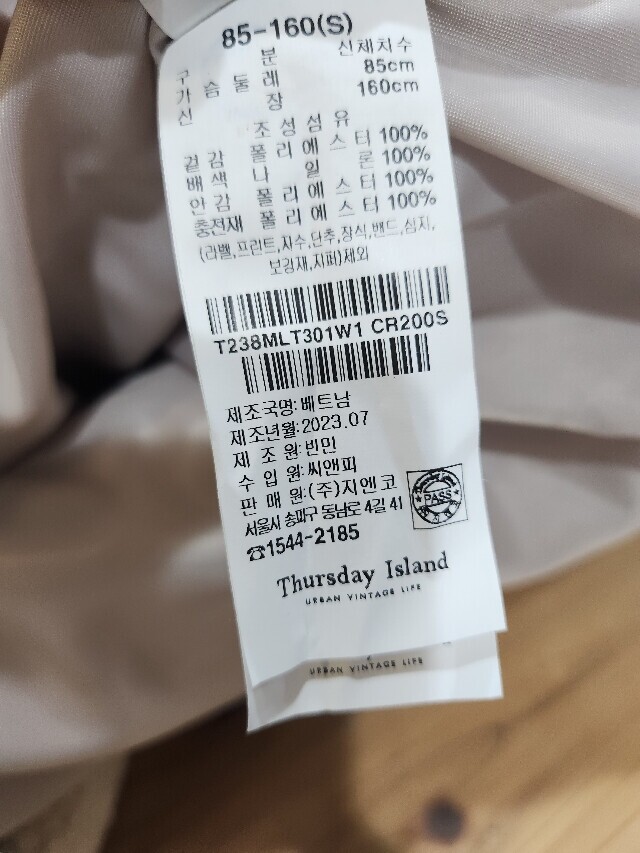 85-160(S)
구 분 신체치수
가 슴 둘 레 85cm
신 장 160cm
조 성 섬 유
겉 감 폴 리 에 스 터 100%
배 색 나 일 론 100%
안 감 폴 리 에 스 터 100%
충전재 폴 리 에 스 터 100%
(라벨,프린트,자수,단추,장식,밴드,심지,
보강재,지퍼)제외
T238MLT301W1 CR200S
제조국명:베트남
제조년월:2023.07
제 조 원:빈민
수 입 원:씨앤피
판 매 원:(주)지엔코
서울시 송파구 동남로 4길 41
☎1544-2185
PASS
Thursday Island
URBAN VINTAGE LIFE
URBAN VINTAGE LIFE